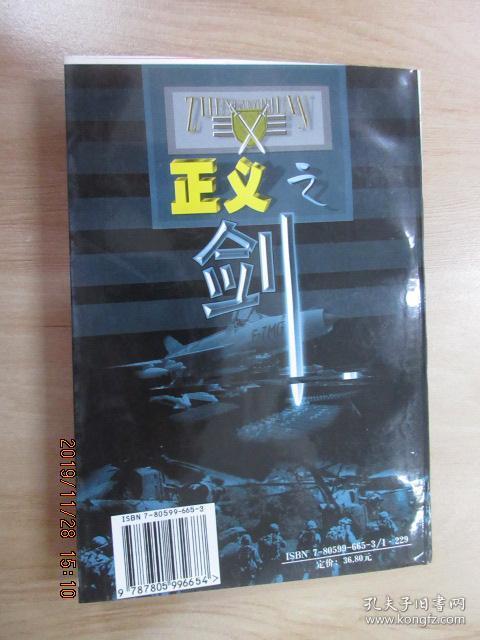 ZHENGYIZHIJIAN
正义之
剑
F-TMCF
ISBN 7-80599-665-3
9 787805 996654 >
ISBN 7-80599-665-3/I·229
定价：36.80元
2019/11/28 15:10
孔夫子旧书网
kongfz.com